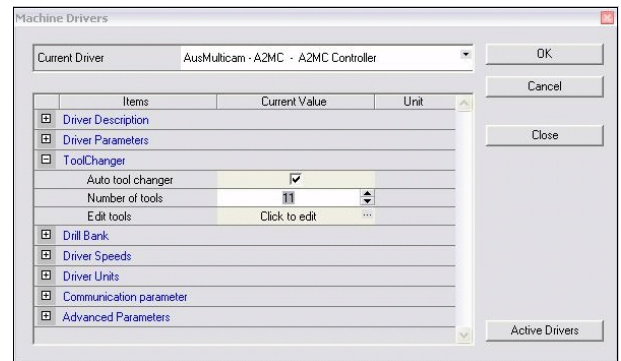 Machine Drivers
Current Driver AusMulticam - A2MC - A2MC Controller
OK
Cancel
Close
Items Current Value Unit
Driver Description
Driver Parameters
ToolChanger
Auto tool changer
Number of tools 11
Edit tools Click to edit ...
Drill Bank
Driver Speeds
Driver Units
Communication parameter
Advanced Parameters
Active Drivers